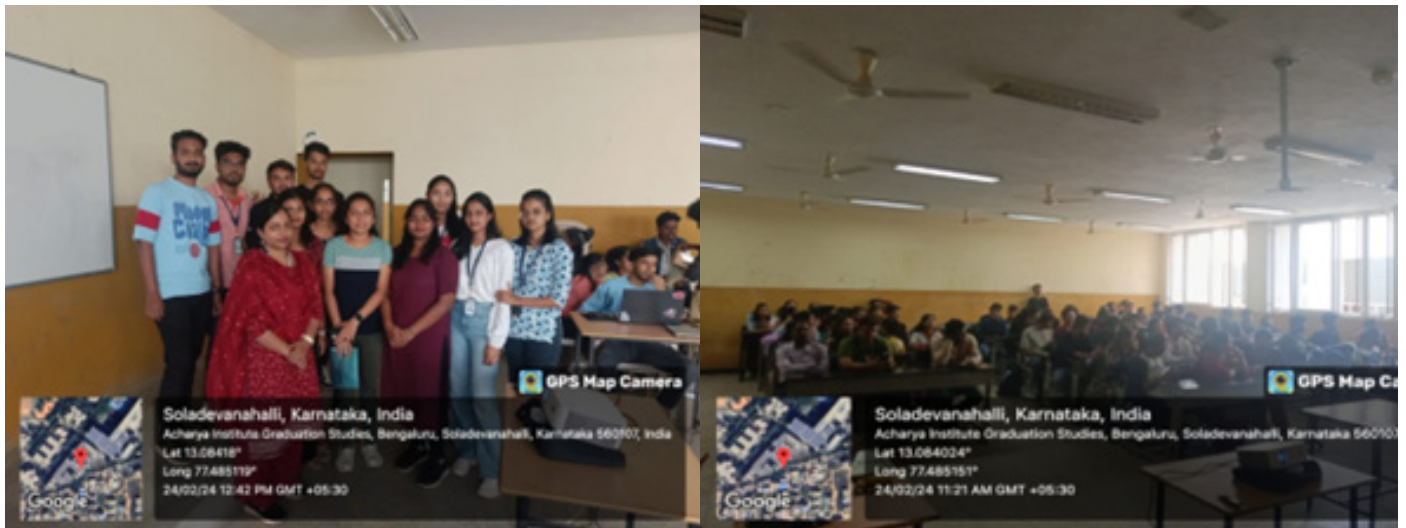 GPS Map Camera
Soladevanahalli, Karnataka, India
Acharya Institute Graduation Studies, Bengaluru, Soladevanahalli, Karnataka 560107, India
Lat 13.08418°
Long 77.485119°
24/02/24 12:42 PM GMT +05:30
Google
GPS Map Ca
Soladevanahalli, Karnataka, India
Acharya Institute Graduation Studies, Bengaluru, Soladevanahalli, Karnataka 560107
Lat 13.084024°
Long 77.485151°
24/02/24 11:21 AM GMT +05:30
Google